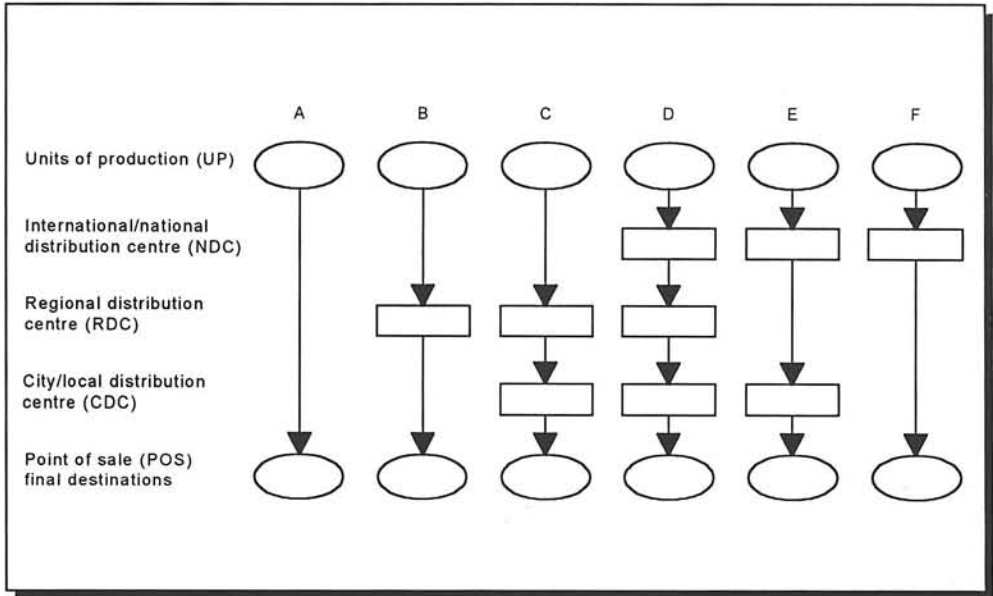 A B C D E F
Units of production (UP)
International/national
distribution centre (NDC)
Regional distribution
centre (RDC)
City/local distribution
centre (CDC)
Point of sale (POS)
final destinations